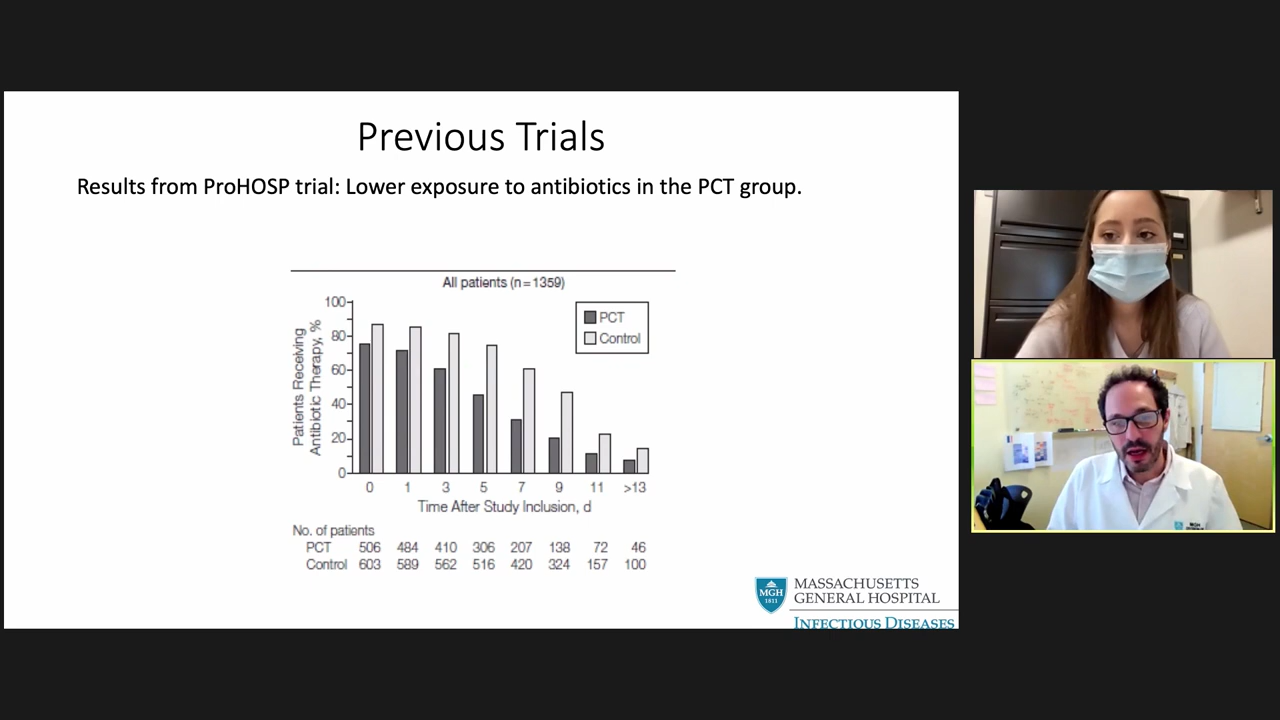 Previous Trials
Results from ProHOSP trial: Lower exposure to antibiotics in the PCT group.
All patients (n=1359)
PCT
Control
Patients Receiving
Antibiotic Therapy, %
100
80
60
40
20
0
0 1 3 5 7 9 11 >13
Time After Study Inclusion, d
No. of patients
PCT 506 484 410 306 207 138 72 46
Control 603 589 562 516 420 324 157 100
MGH
1811
MASSACHUSETTS
GENERAL HOSPITAL
INFECTIOUS DISEASES
MGH